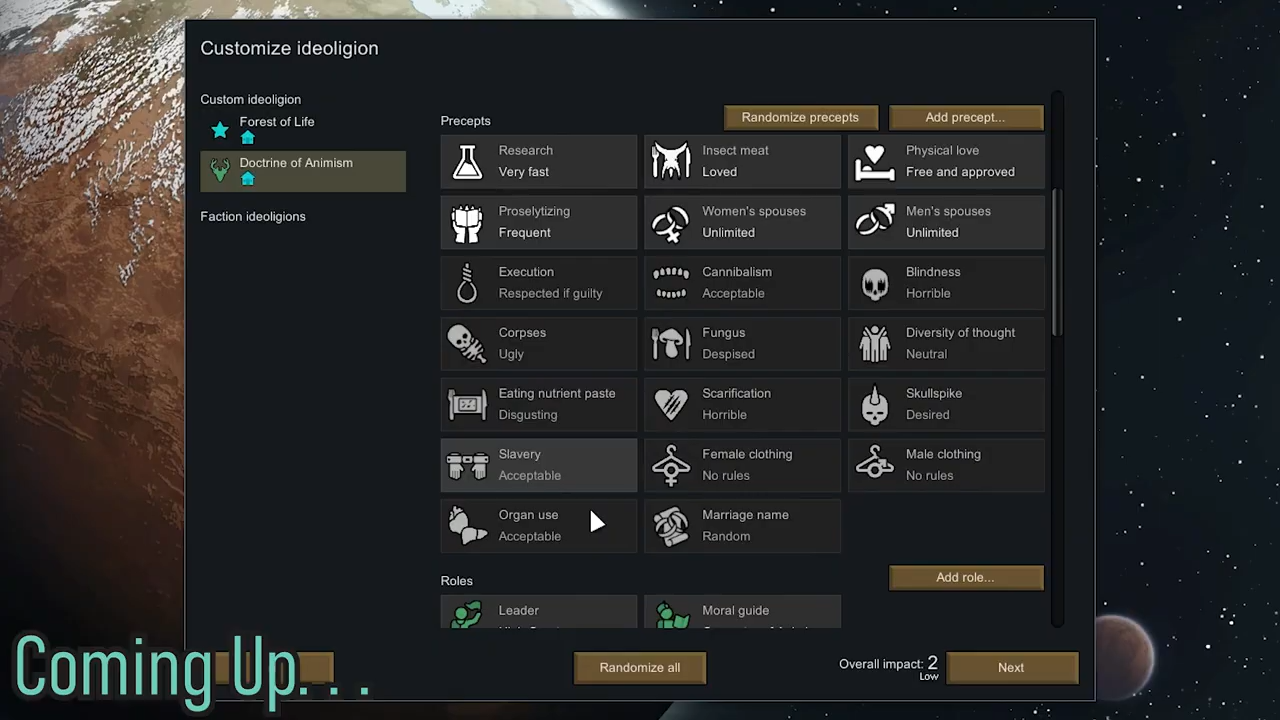 Customize ideoligion
Custom ideoligion
Forest of Life
Doctrine of Animism
Faction ideoligions
Precepts
Randomize precepts
Add precept...
Research
Very fast
Insect meat
Loved
Physical love
Free and approved
Proselytizing
Frequent
Women's spouses
Unlimited
Men's spouses
Unlimited
Execution
Respected if guilty
Cannibalism
Acceptable
Blindness
Horrible
Corpses
Ugly
Fungus
Despised
Diversity of thought
Neutral
Eating nutrient paste
Disgusting
Scarification
Horrible
Skullspike
Desired
Slavery
Acceptable
Female clothing
No rules
Male clothing
No rules
Organ use
Acceptable
Marriage name
Random
Roles
Add role...
Leader
Moral guide
Coming Up. . .
Randomize all
Overall impact: 2
Low
Next